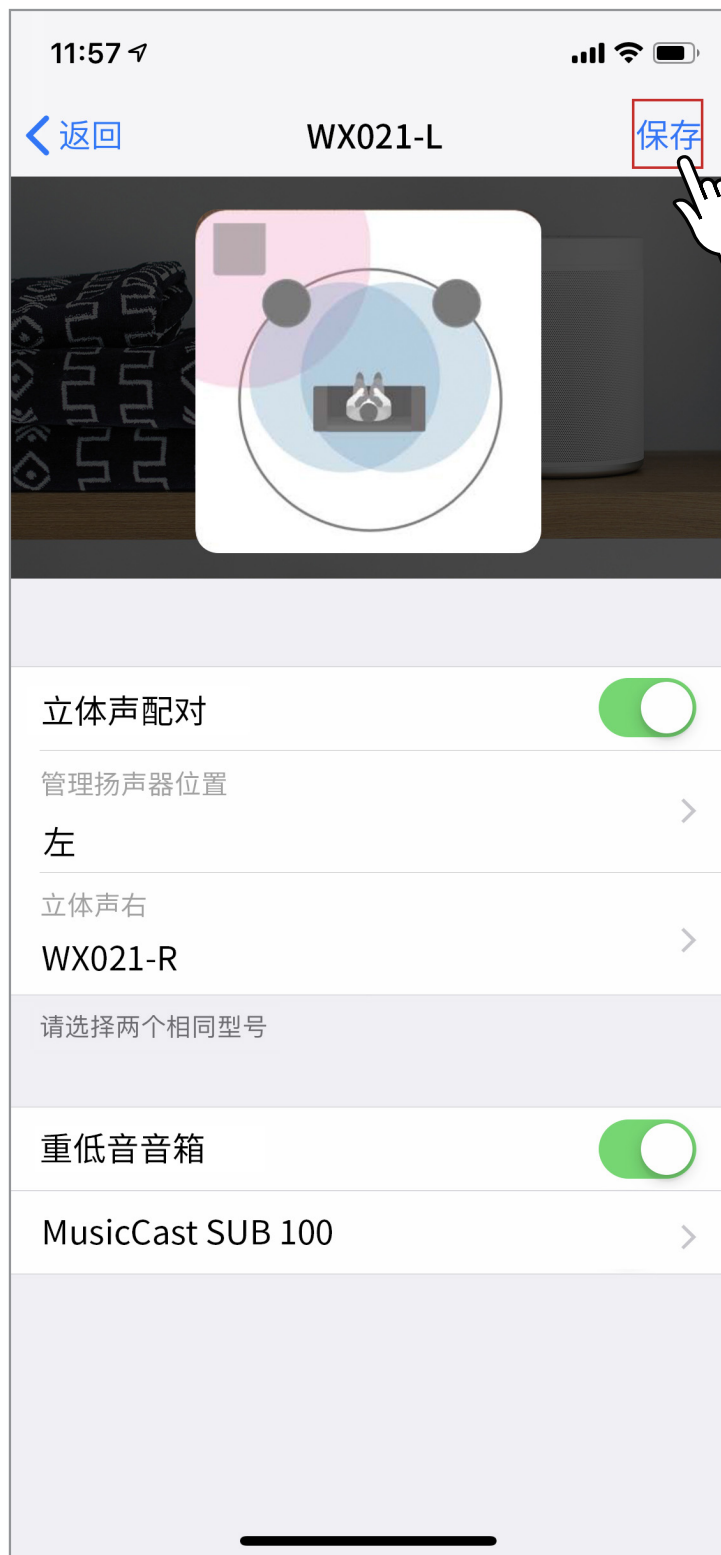 11:57
返回
WX021-L
保存
立体声配对
管理扬声器位置
左
立体声右
WX021-R
请选择两个相同型号
重低音音箱
MusicCast SUB 100